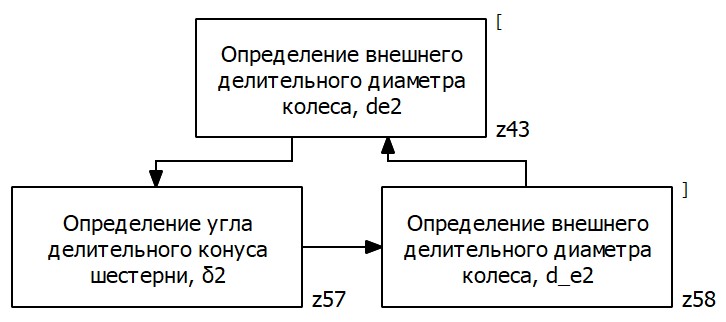 [
Определение внешнего
делительного диаметра
колеса, de2
z43
Определение угла
делительного конуса
шестерни, δ2
z57
]
Определение внешнего
делительного диаметра
колеса, d_e2
z58